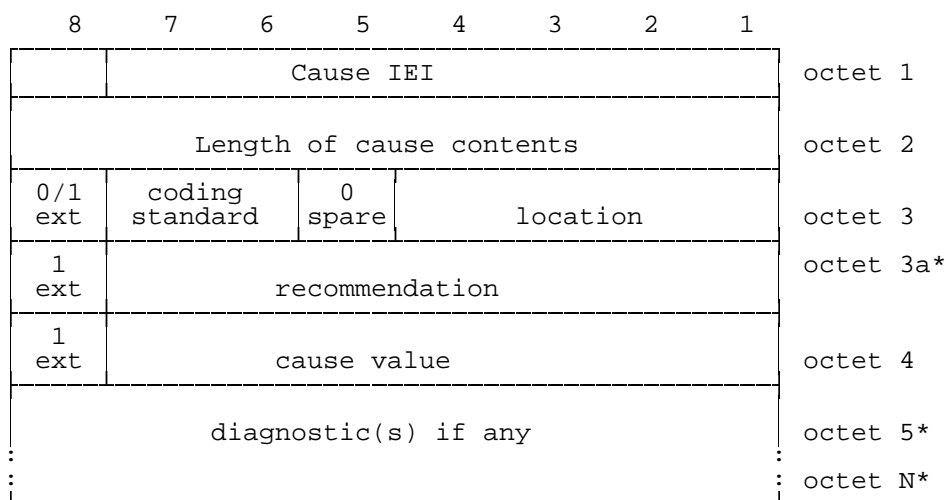 8 7 6 5 4 3 2 1
Cause IEI octet 1
Length of cause contents octet 2
0/1 coding 0
ext standard spare location octet 3
1 octet 3a*
ext recommendation
1
ext cause value octet 4
diagnostic(s) if any octet 5*
: :
: : octet N*